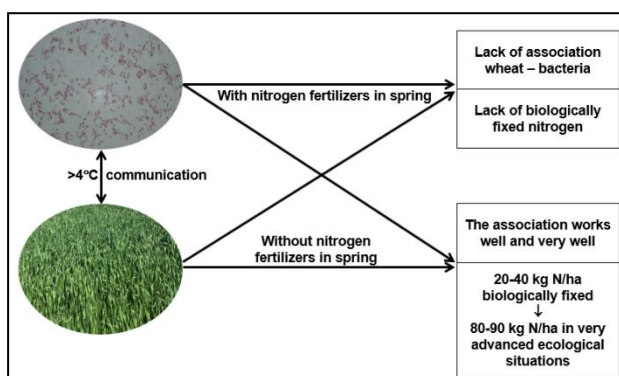 With nitrogen fertilizers in spring
>4°C communication
Without nitrogen
fertilizers in spring
Lack of association
wheat – bacteria
Lack of biologically
fixed nitrogen
The association works
well and very well
20-40 kg N/ha
biologically fixed
↓
80-90 kg N/ha in very
advanced ecological
situations